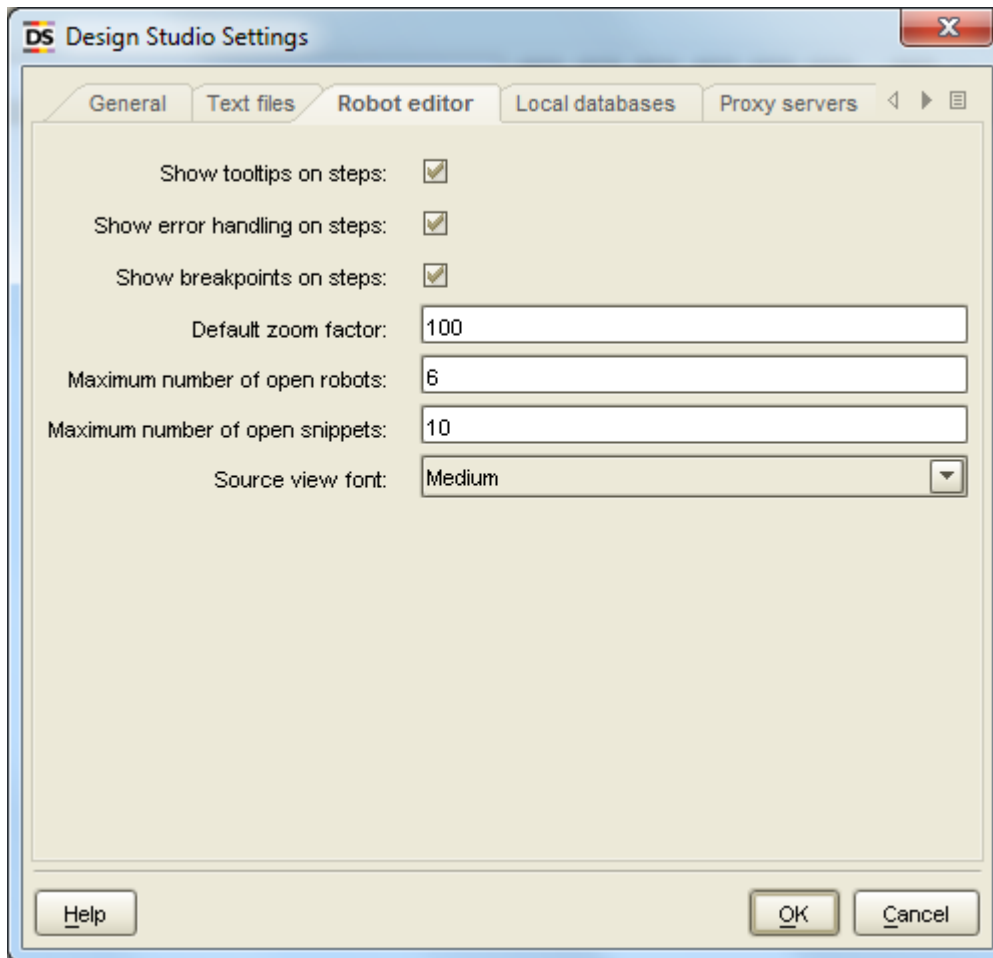 DS Design Studio Settings
General Text files Robot editor Local databases Proxy servers
Show tooltips on steps:
Show error handling on steps:
Show breakpoints on steps:
Default zoom factor: 100
Maximum number of open robots: 6
Maximum number of open snippets: 10
Source view font: Medium
Help OK Cancel